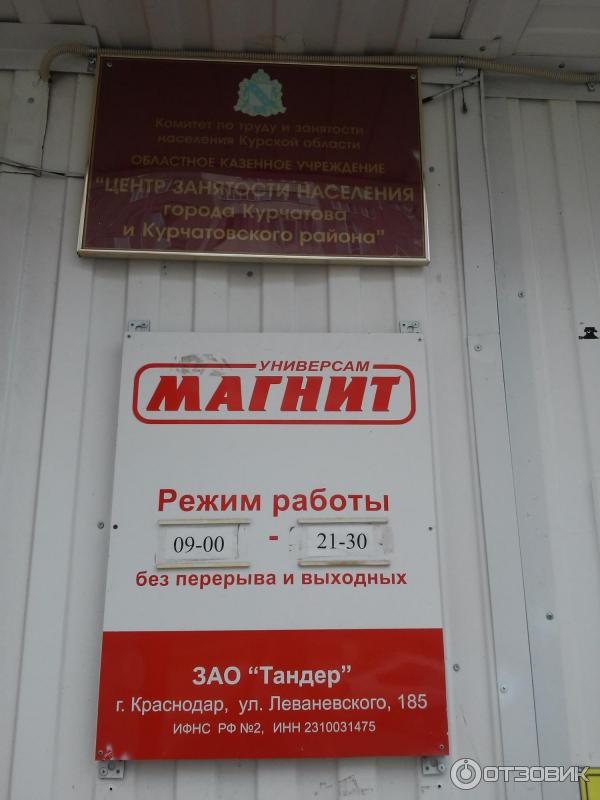 Комитет по труду и занятости
населения Курской области
ОБЛАСТНОЕ КАЗЕННОЕ УЧРЕЖДЕНИЕ
"ЦЕНТР ЗАНЯТОСТИ НАСЕЛЕНИЯ
города Курчатова
и Курчатовского района"
УНИВЕРСАМ
МАГНИТ
Режим работы
09-00 - 21-30
без перерыва и выходных
ЗАО "Тандер"
г. Краснодар, ул. Леваневского, 185
ИФНС РФ №2, ИНН 2310031475
ОТЗОВИК